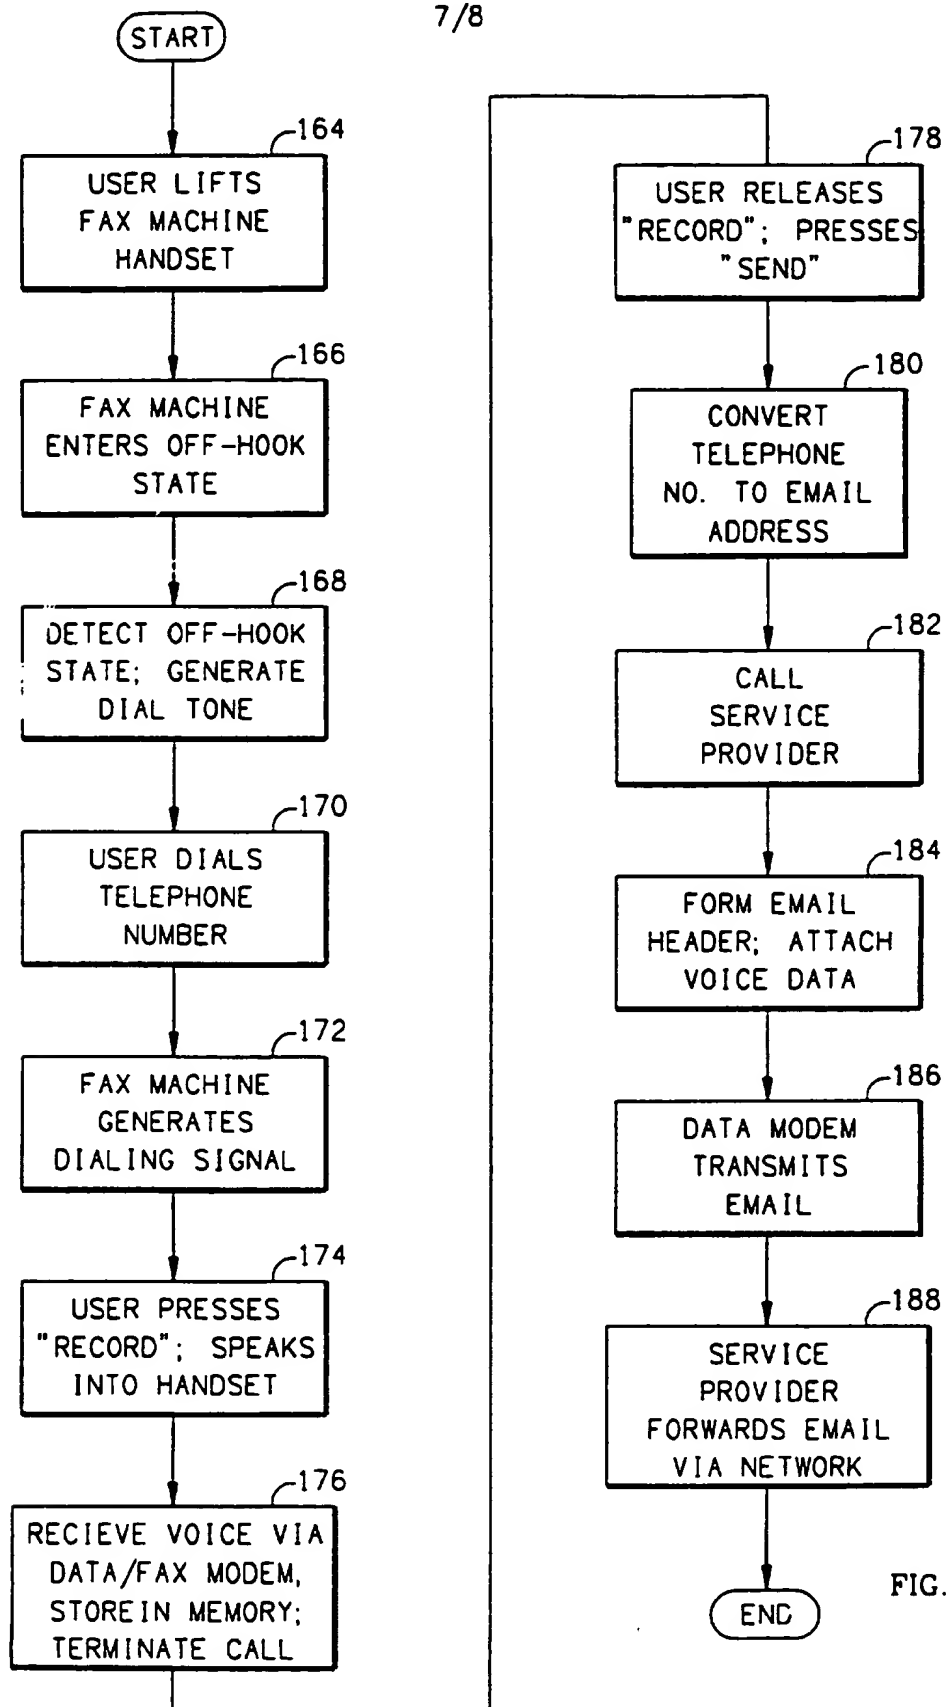 7/8
START
164
USER LIFTS
FAX MACHINE
HANDSET
166
FAX MACHINE
ENTERS OFF-HOOK
STATE
168
DETECT OFF-HOOK
STATE; GENERATE
DIAL TONE
170
USER DIALS
TELEPHONE
NUMBER
172
FAX MACHINE
GENERATES
DIALING SIGNAL
174
USER PRESSES
"RECORD"; SPEAKS
INTO HANDSET
176
RECIEVE VOICE VIA
DATA/FAX MODEM,
STOREIN MEMORY;
TERMINATE CALL
178
USER RELEASES
"RECORD"; PRESSES
"SEND"
180
CONVERT
TELEPHONE
NO. TO EMAIL
ADDRESS
182
CALL
SERVICE
PROVIDER
184
FORM EMAIL
HEADER; ATTACH
VOICE DATA
186
DATA MODEM
TRANSMITS
EMAIL
188
SERVICE
PROVIDER
FORWARDS EMAIL
VIA NETWORK
END
FIG.